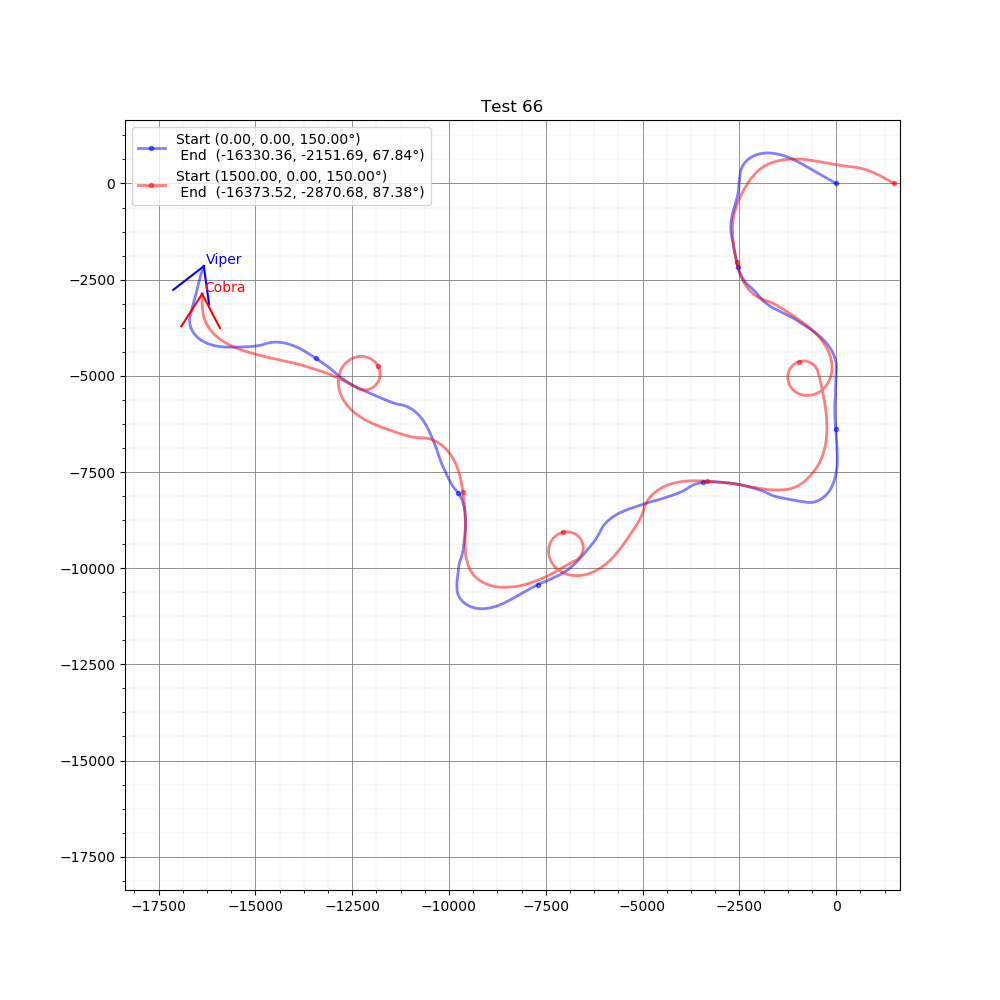 Test 66
Start (0.00, 0.00, 150.00°)
End  (-16330.36, -2151.69, 67.84°)
Start (1500.00, 0.00, 150.00°)
End  (-16373.52, -2870.68, 87.38°)
Viper
Cobra
0
−2500
−5000
−7500
−10000
−12500
−15000
−17500
−17500 −15000 −12500 −10000 −7500 −5000 −2500 0